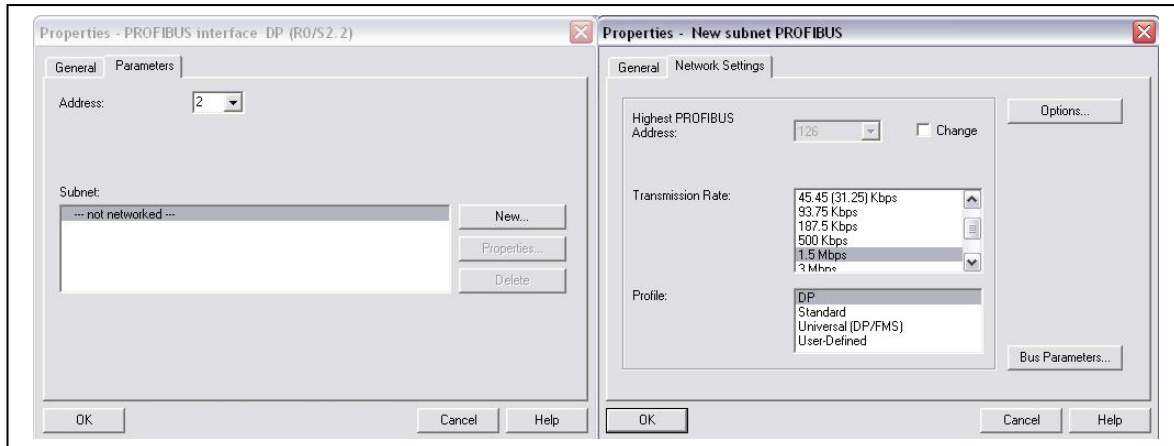 Properties - PROFIBUS interface DP (R0/S2.2)
General Parameters
Address: 2
Subnet:
--- not networked ---
New...
Properties...
Delete
OK Cancel Help
Properties - New subnet PROFIBUS
General Network Settings
Highest PROFIBUS
Address: 126 Change
Options...
Transmission Rate: 45.45 (31.25) Kbps
93.75 Kbps
187.5 Kbps
500 Kbps
1.5 Mbps
3 Mbps
Profile: DP
Standard
Universal (DP/FMS)
User-Defined
Bus Parameters...
OK Cancel Help